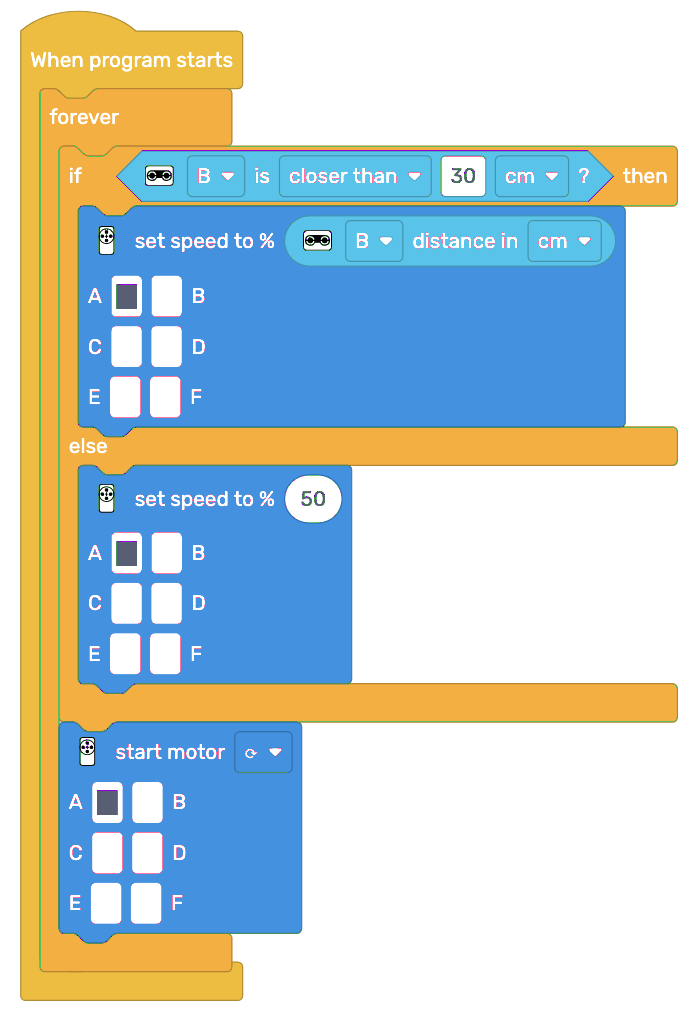 When program starts
forever
if B is closer than 30 cm ? then
set speed to % B distance in cm
A B
C D
E F
else
set speed to % 50
A B
C D
E F
start motor
A B
C D
E F